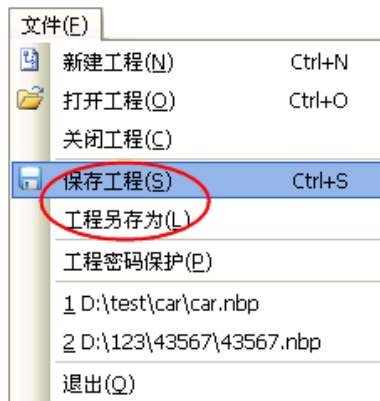 文件(F)
新建工程(N) Ctrl+N
打开工程(O) Ctrl+O
关闭工程(C)
保存工程(S) Ctrl+S
工程另存为(L)
工程密码保护(P)
1 D:\test\car\car.nbp
2 D:\123\43567\43567.nbp
退出(Q)